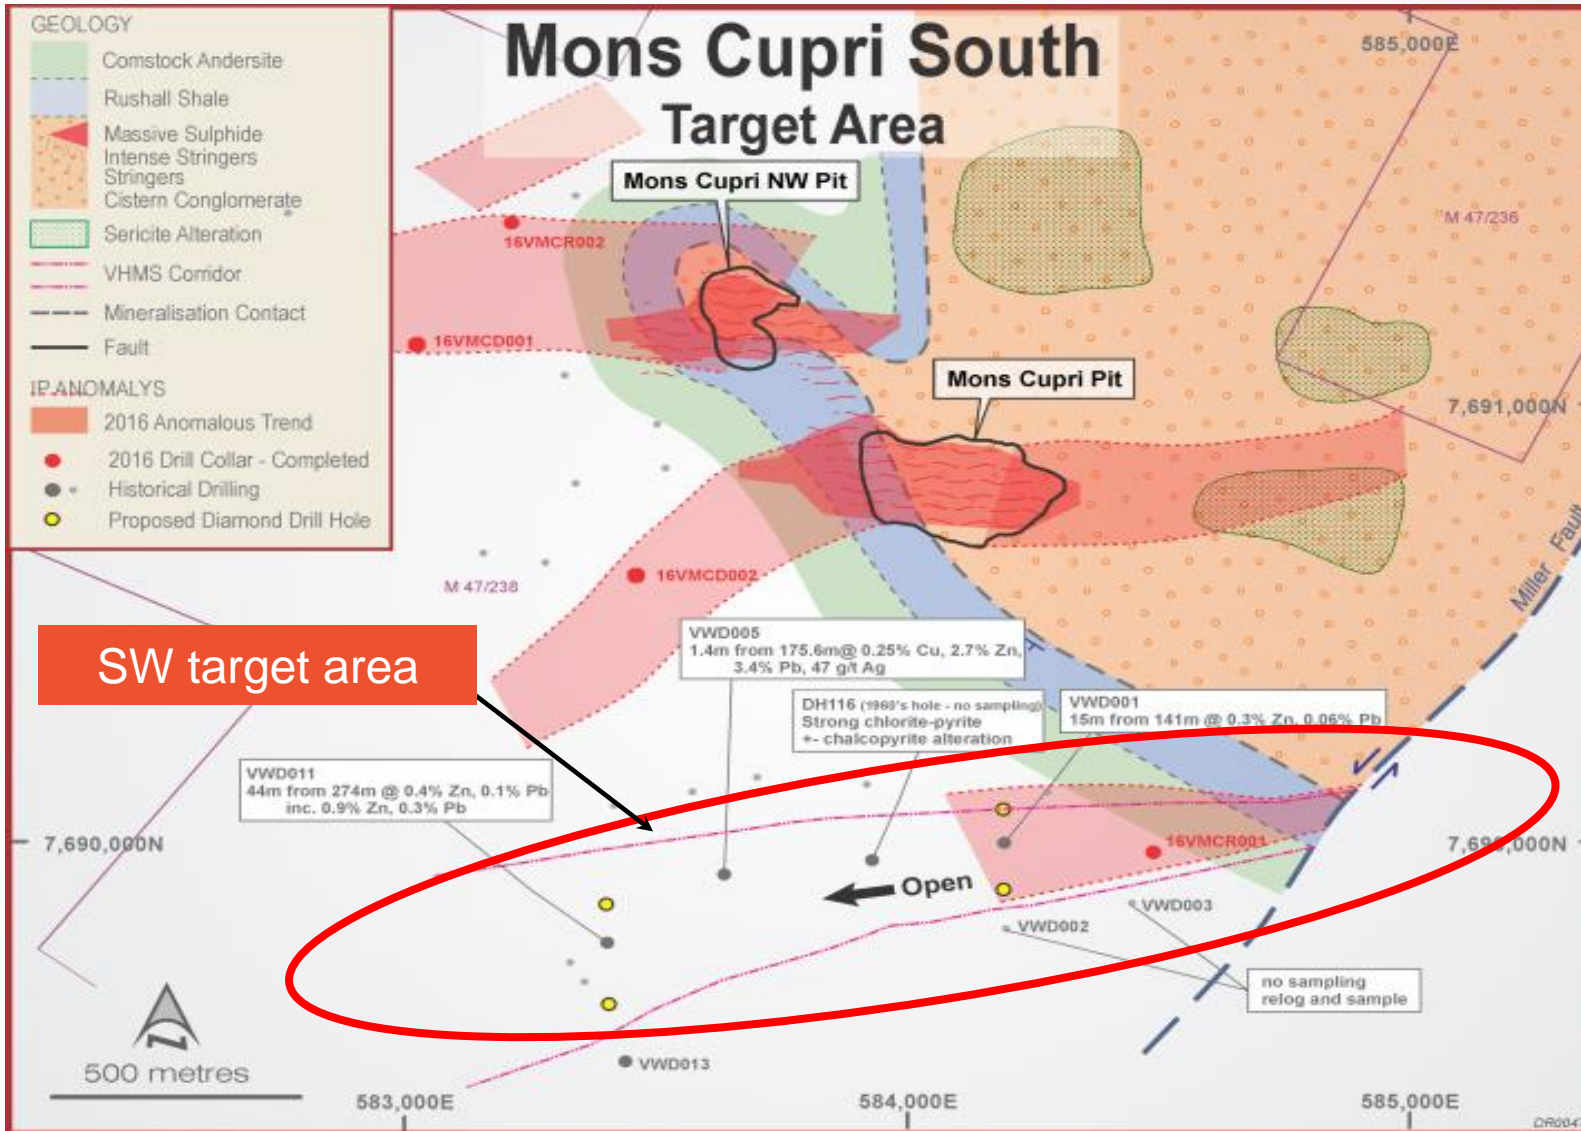 GEOLOGY
Comstock Andersite
Rushall Shale
Massive Sulphide
Intense Stringers
Stringers
Cistern Conglomerate
Sericite Alteration
VHMS Corridor
Mineralisation Contact
Fault
IP ANOMALYS
2016 Anomalous Trend
2016 Drill Collar - Completed
Historical Drilling
Proposed Diamond Drill Hole
Mons Cupri South
Target Area
585,000E
Mons Cupri NW Pit
M 47/236
16VMCR002
16VMCD001
Mons Cupri Pit
7,691,000N
Miller Fault
16VMCD002
M 47/238
SW target area
VWD005
1.4m from 175.6m@ 0.25% Cu, 2.7% Zn,
3.4% Pb, 47 g/t Ag
DH116 (1960's hole - no sampling)
Strong chlorite-pyrite
+- chalcopyrite alteration
VWD001
15m from 141m @ 0.3% Zn, 0.06% Pb
VWD011
44m from 274m @ 0.4% Zn, 0.1% Pb
inc. 0.9% Zn, 0.3% Pb
7,690,000N
16VMCR001
7,690,000N
Open
VWD003
VWD002
no sampling
relog and sample
N
500 metres
VWD013
583,000E
584,000E
585,000E